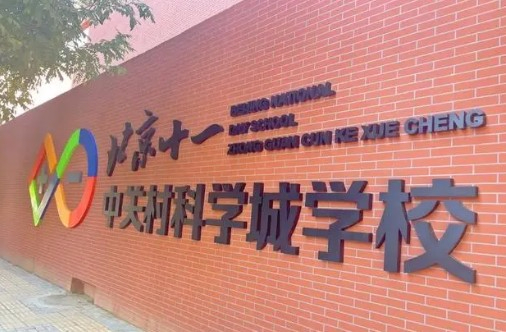 北京十一
BEIJING NATIONAL
DAY SCHOOL
ZHONG GUAN CUN KE XUE CHENG
中关村科学城学校